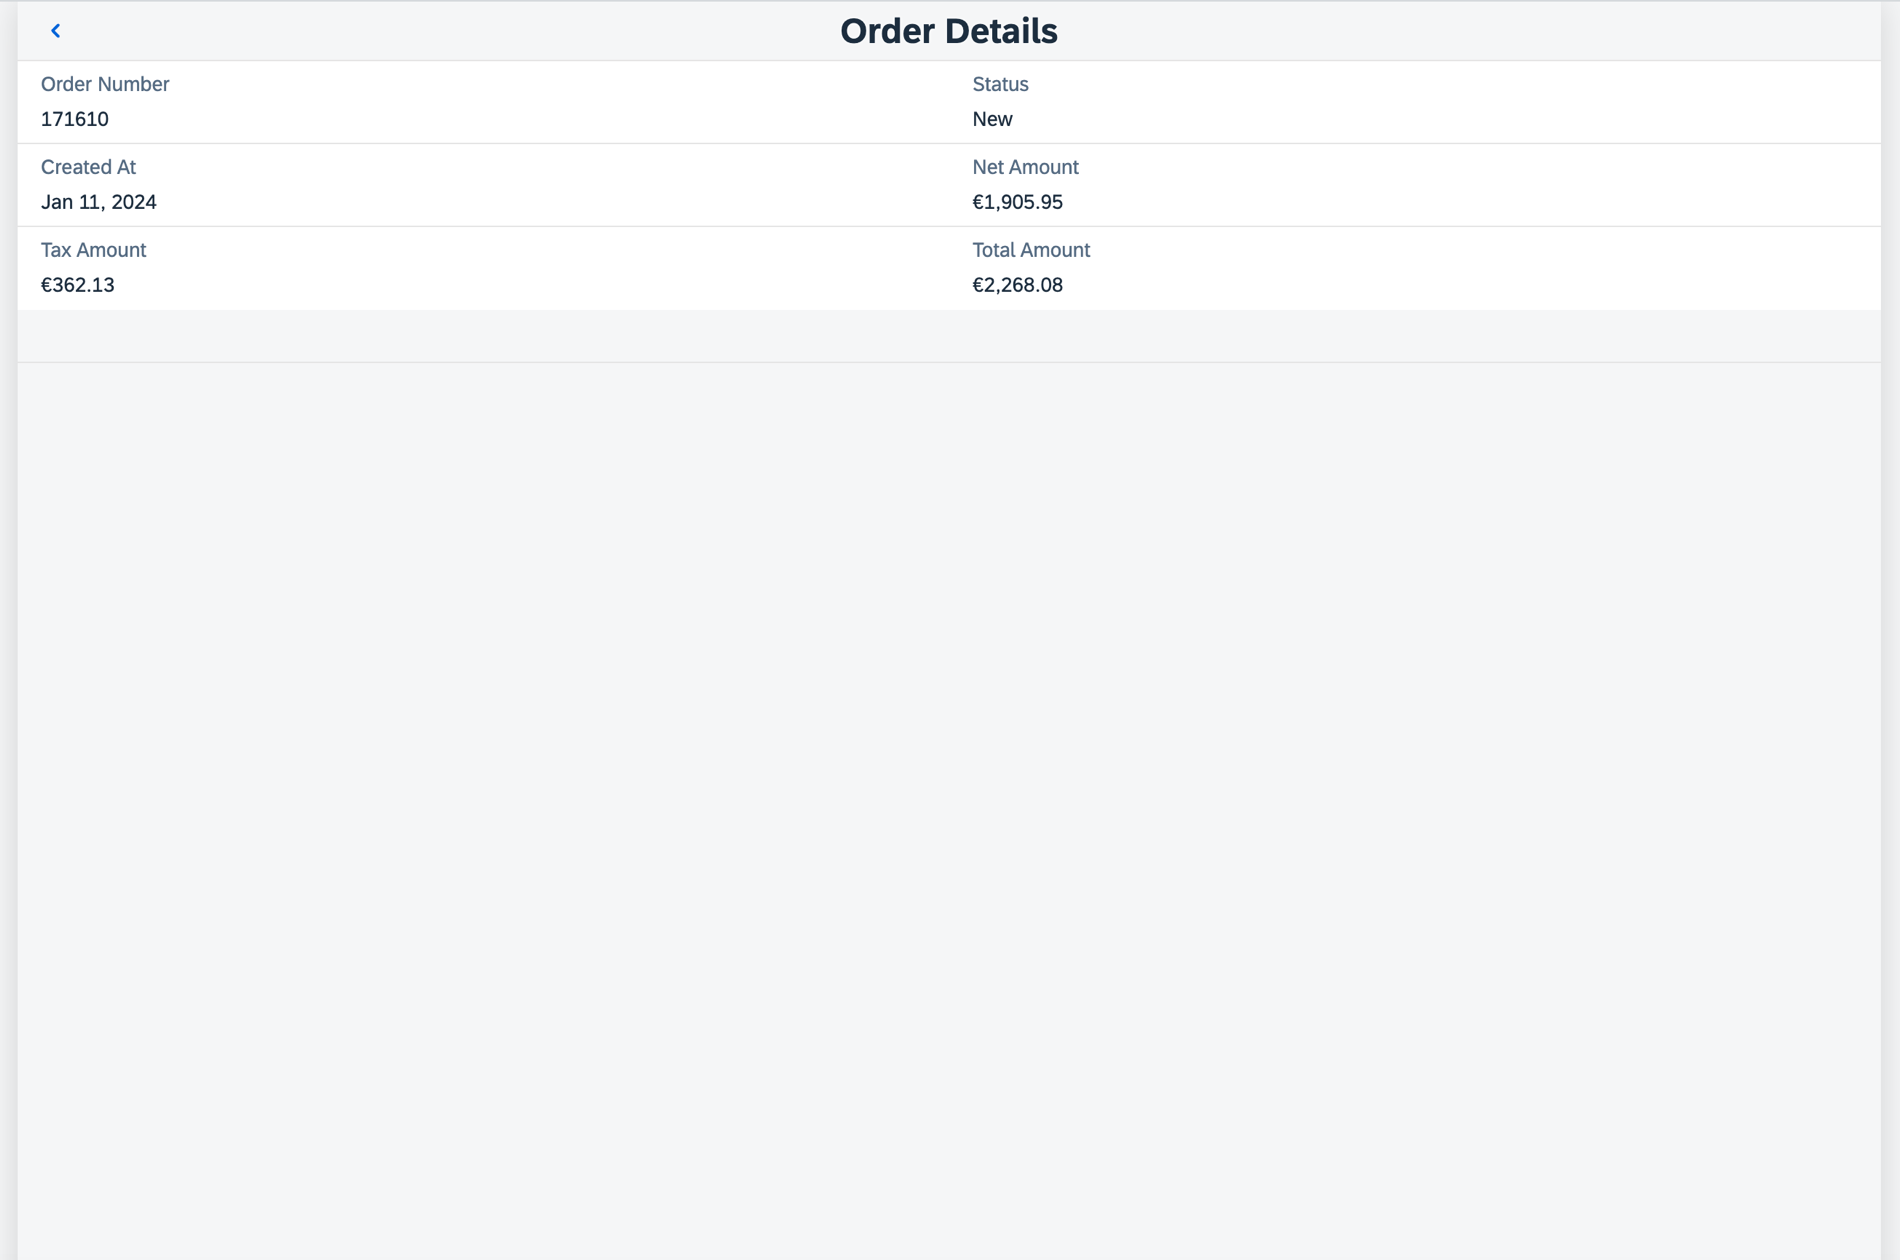 Order Details
Order Number
171610
Status
New
Created At
Jan 11, 2024
Net Amount
€1,905.95
Tax Amount
€362.13
Total Amount
€2,268.08